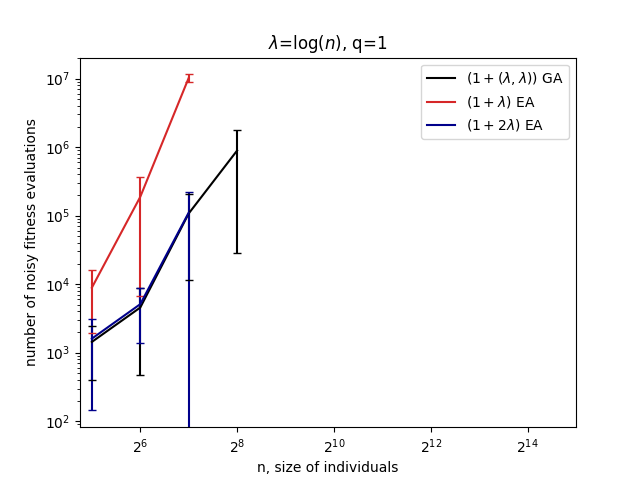 λ=log(n), q=1
(1 + (λ, λ)) GA
(1 + λ) EA
(1 + 2λ) EA
number of noisy fitness evaluations
10⁷
10⁶
10⁵
10⁴
10³
10²
2⁶ 2⁸ 2¹⁰ 2¹² 2¹⁴
n, size of individuals